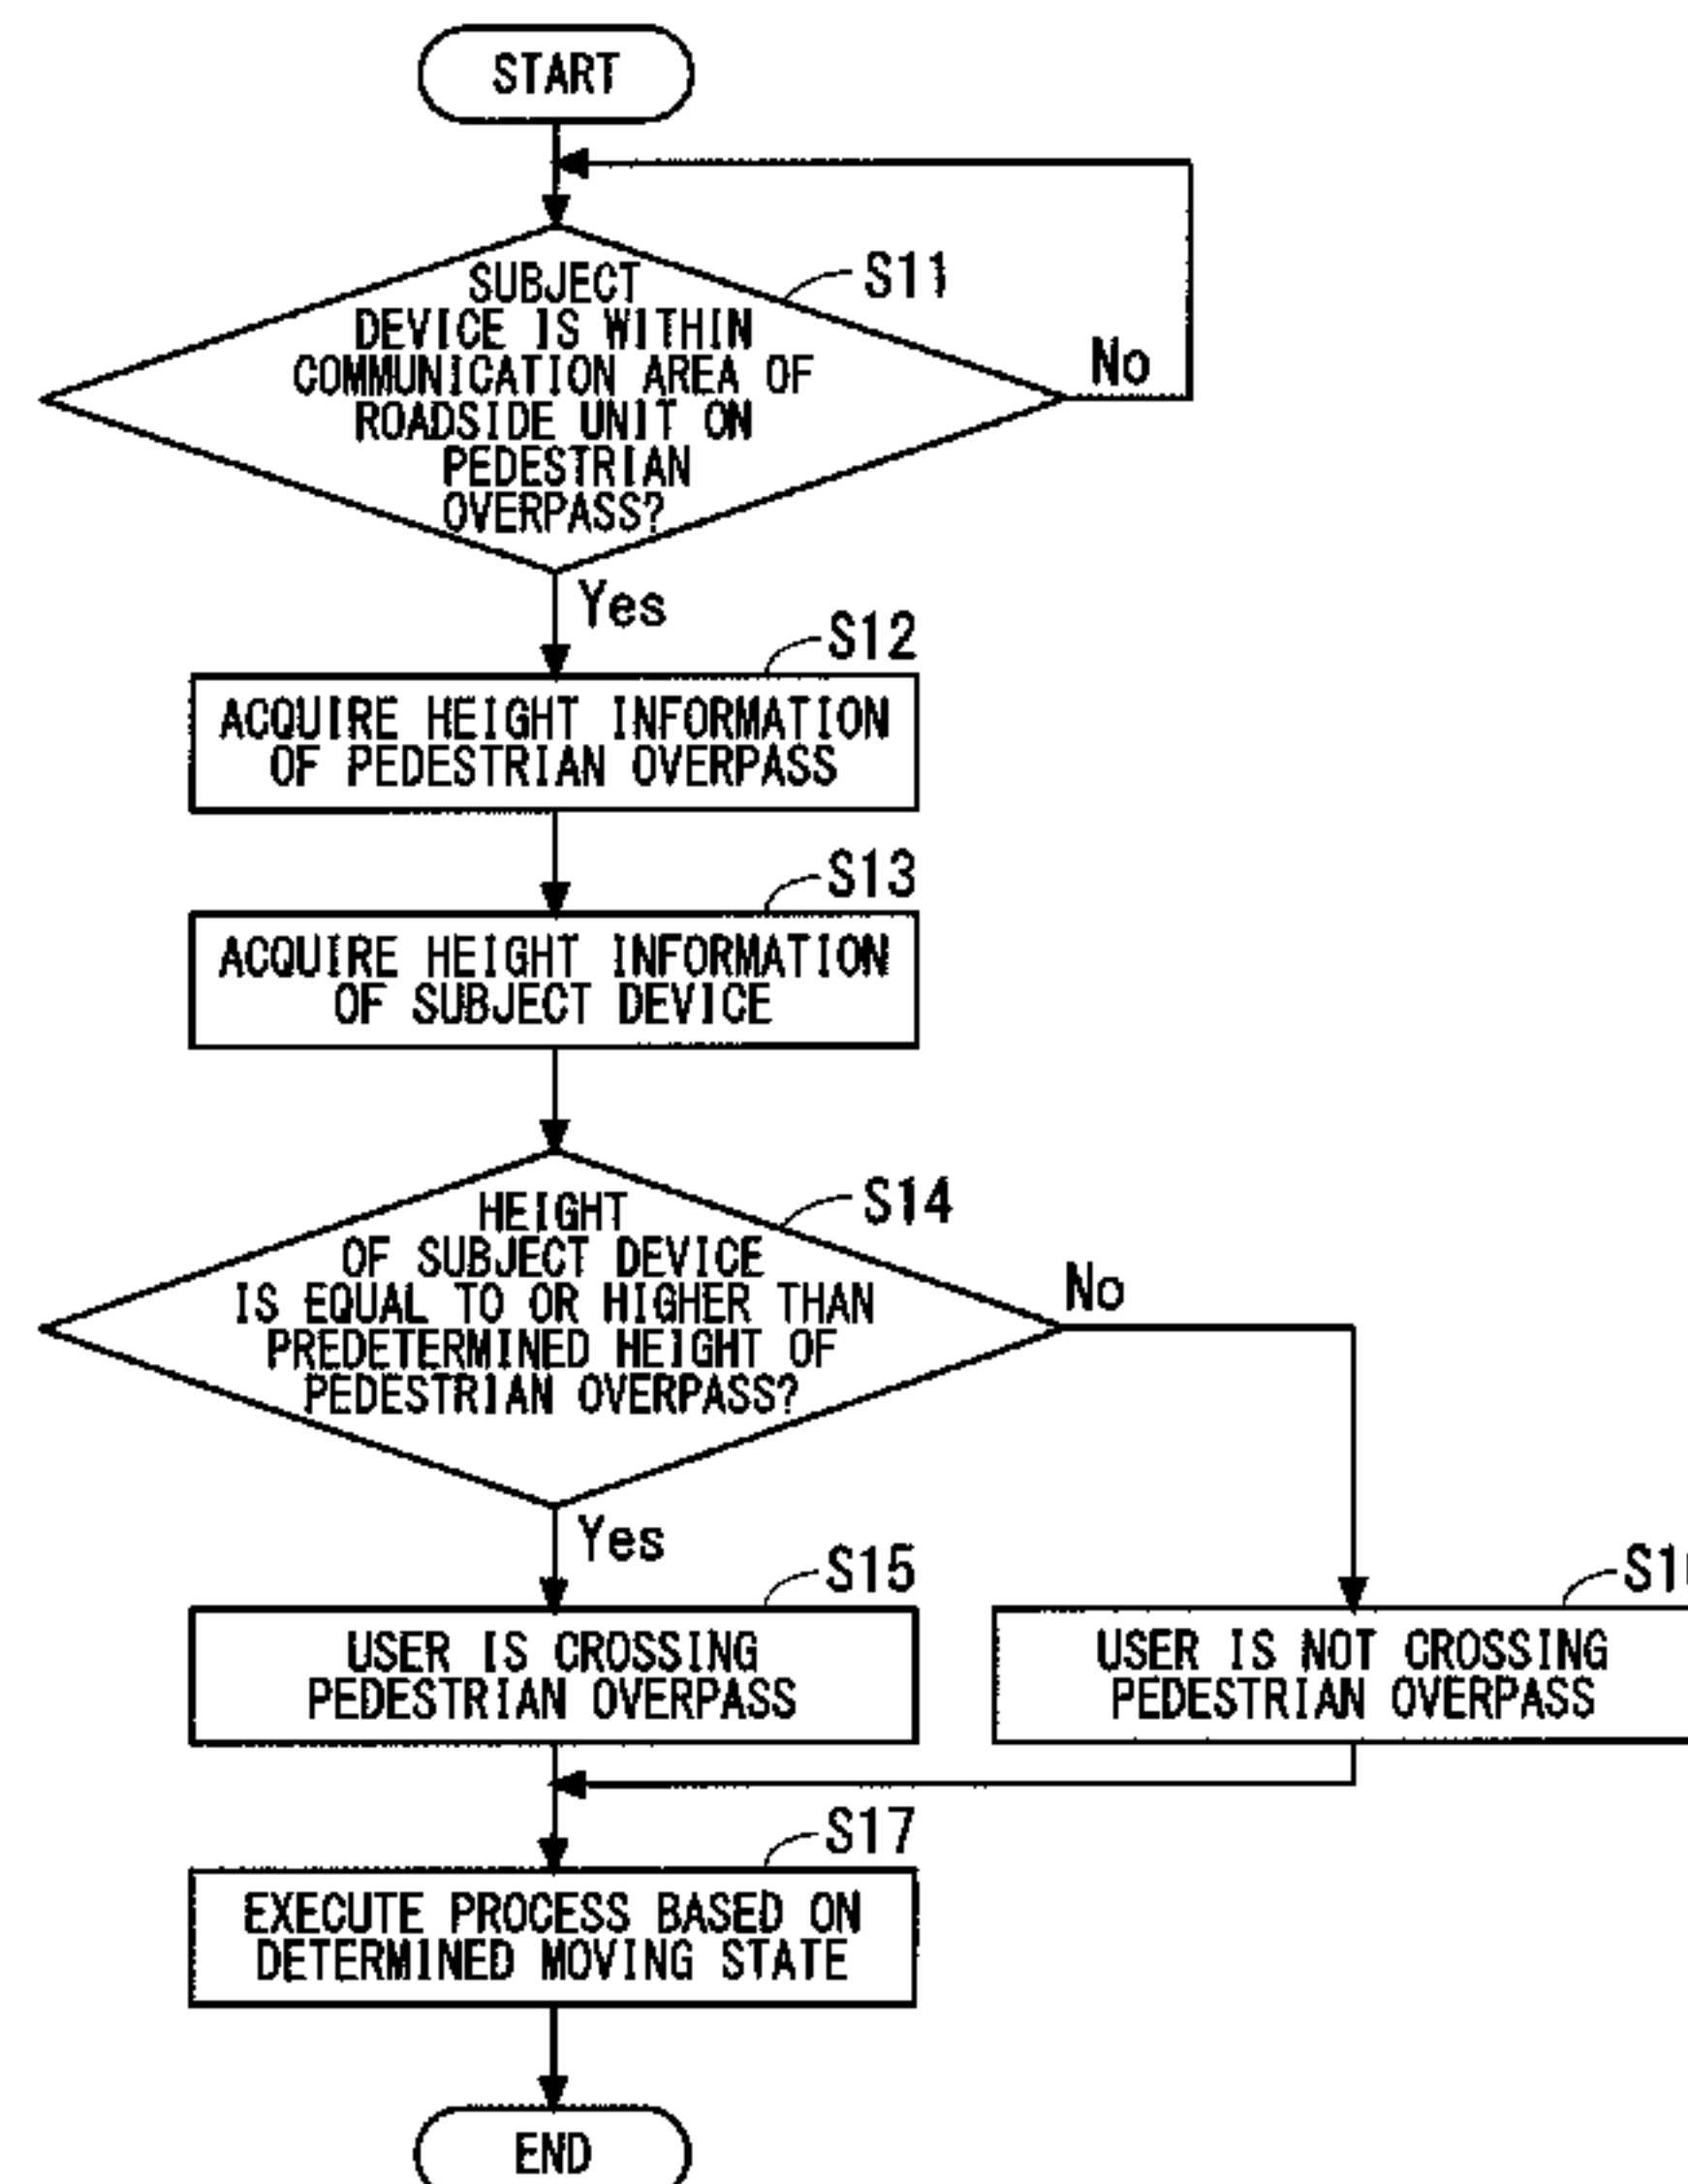 START
S11
SUBJECT
DEVICE IS WITHIN
COMMUNICATION AREA OF
ROADSIDE UNIT ON
PEDESTRIAN
OVERPASS?
No
Yes
S12
ACQUIRE HEIGHT INFORMATION
OF PEDESTRIAN OVERPASS
S13
ACQUIRE HEIGHT INFORMATION
OF SUBJECT DEVICE
S14
HEIGHT
OF SUBJECT DEVICE
IS EQUAL TO OR HIGHER THAN
PREDETERMINED HEIGHT OF
PEDESTRIAN OVERPASS?
No
Yes
S15
USER IS CROSSING
PEDESTRIAN OVERPASS
USER IS NOT CROSSING
PEDESTRIAN OVERPASS
S17
EXECUTE PROCESS BASED ON
DETERMINED MOVING STATE
END